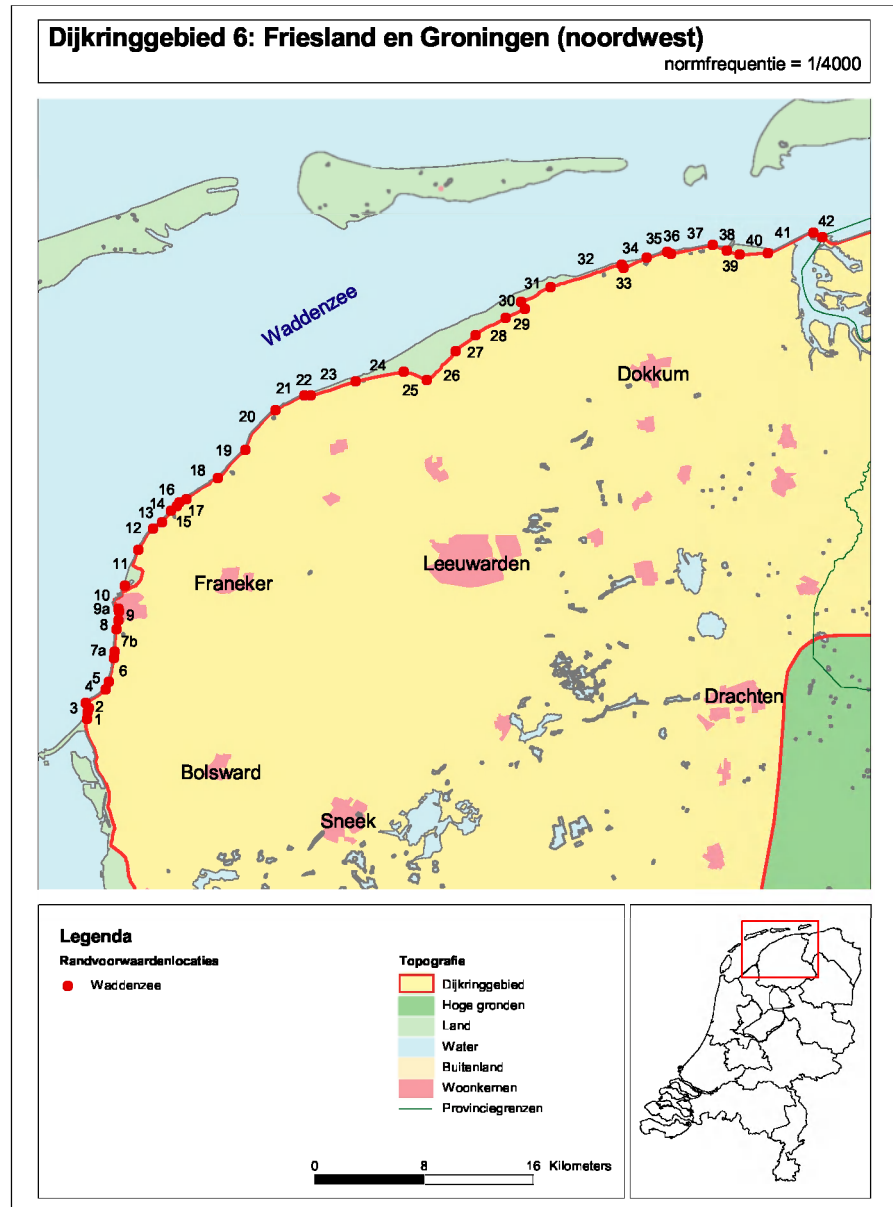 Dijkringgebied 6: Friesland en Groningen (noordwest)
normfrequentie = 1/4000
42
41
40
39
38
37
36
35
34
33
32
31
30
29
28
27
26
25
24
23
22
21
20
19
18
17
16
15
14
13
12
11
10
9a
9
8
7b
7a
6
5
4
3
2
1
Waddenzee
Dokkum
Leeuwarden
Franeker
Drachten
Bolsward
Sneek
Legenda
Randvoorwaardenlocaties
Waddenzee
Topografie
Dijkringgebied
Hoge gronden
Land
Water
Buitenland
Woonkernen
Provinciegrenzen
0 8 16 Kilometers